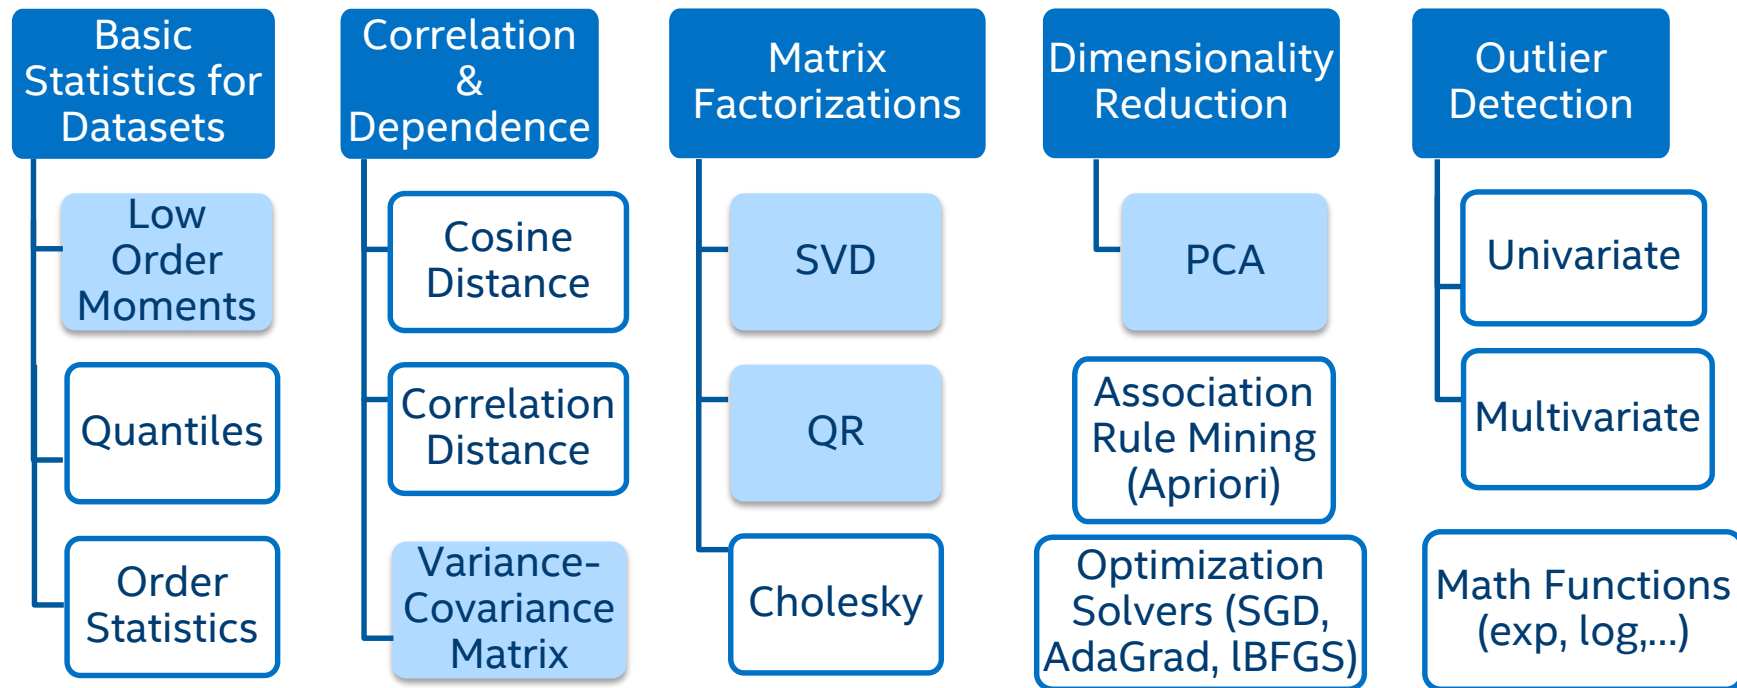 Basic
Statistics for
Datasets
Low
Order
Moments
Quantiles
Order
Statistics
Correlation
&
Dependence
Cosine
Distance
Correlation
Distance
Variance-
Covariance
Matrix
Matrix
Factorizations
SVD
QR
Cholesky
Dimensionality
Reduction
PCA
Association
Rule Mining
(Apriori)
Optimization
Solvers (SGD,
AdaGrad, lBFGS)
Outlier
Detection
Univariate
Multivariate
Math Functions
(exp, log,...)